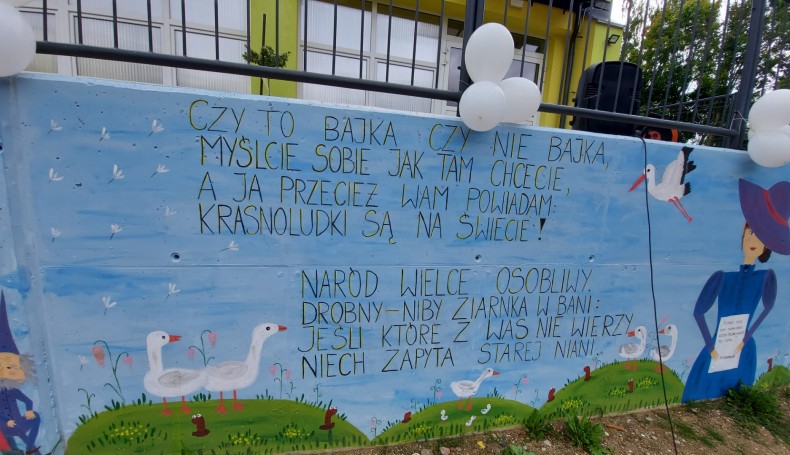 CZY TO BAJKA CZY NIE BAJKA,
MYŚLCIE SOBIE JAK TAM CHCECIE,
A JA PRZECIEŻ WAM POWIADAM:
KRASNOLUDKI SĄ NA ŚWIECIE!
NARÓD WIELCE OSOBLIWY.
DROBNY-NIBY ZIARNKA W BANI:
JEŚLI KTÓRE Z WAS NIE WIERZY,
NIECH ZAPYTA STAREJ NIANI.